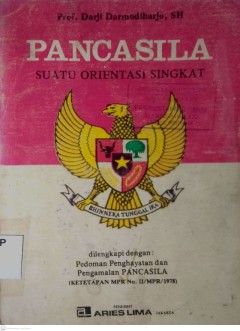 Prof. Darji Darmodiharjo, SH
PANCASILA
SUATU ORIENTASI SINGKAT
BHINNEKA TUNGGAL IKA
P
dilengkapi dengan:
Pedoman Penghayatan dan
Pengamalan PANCASILA
(KETETAPAN MPR No. II/MPR/1978)
PENERBIT
ARIES LIMA JAKARTA